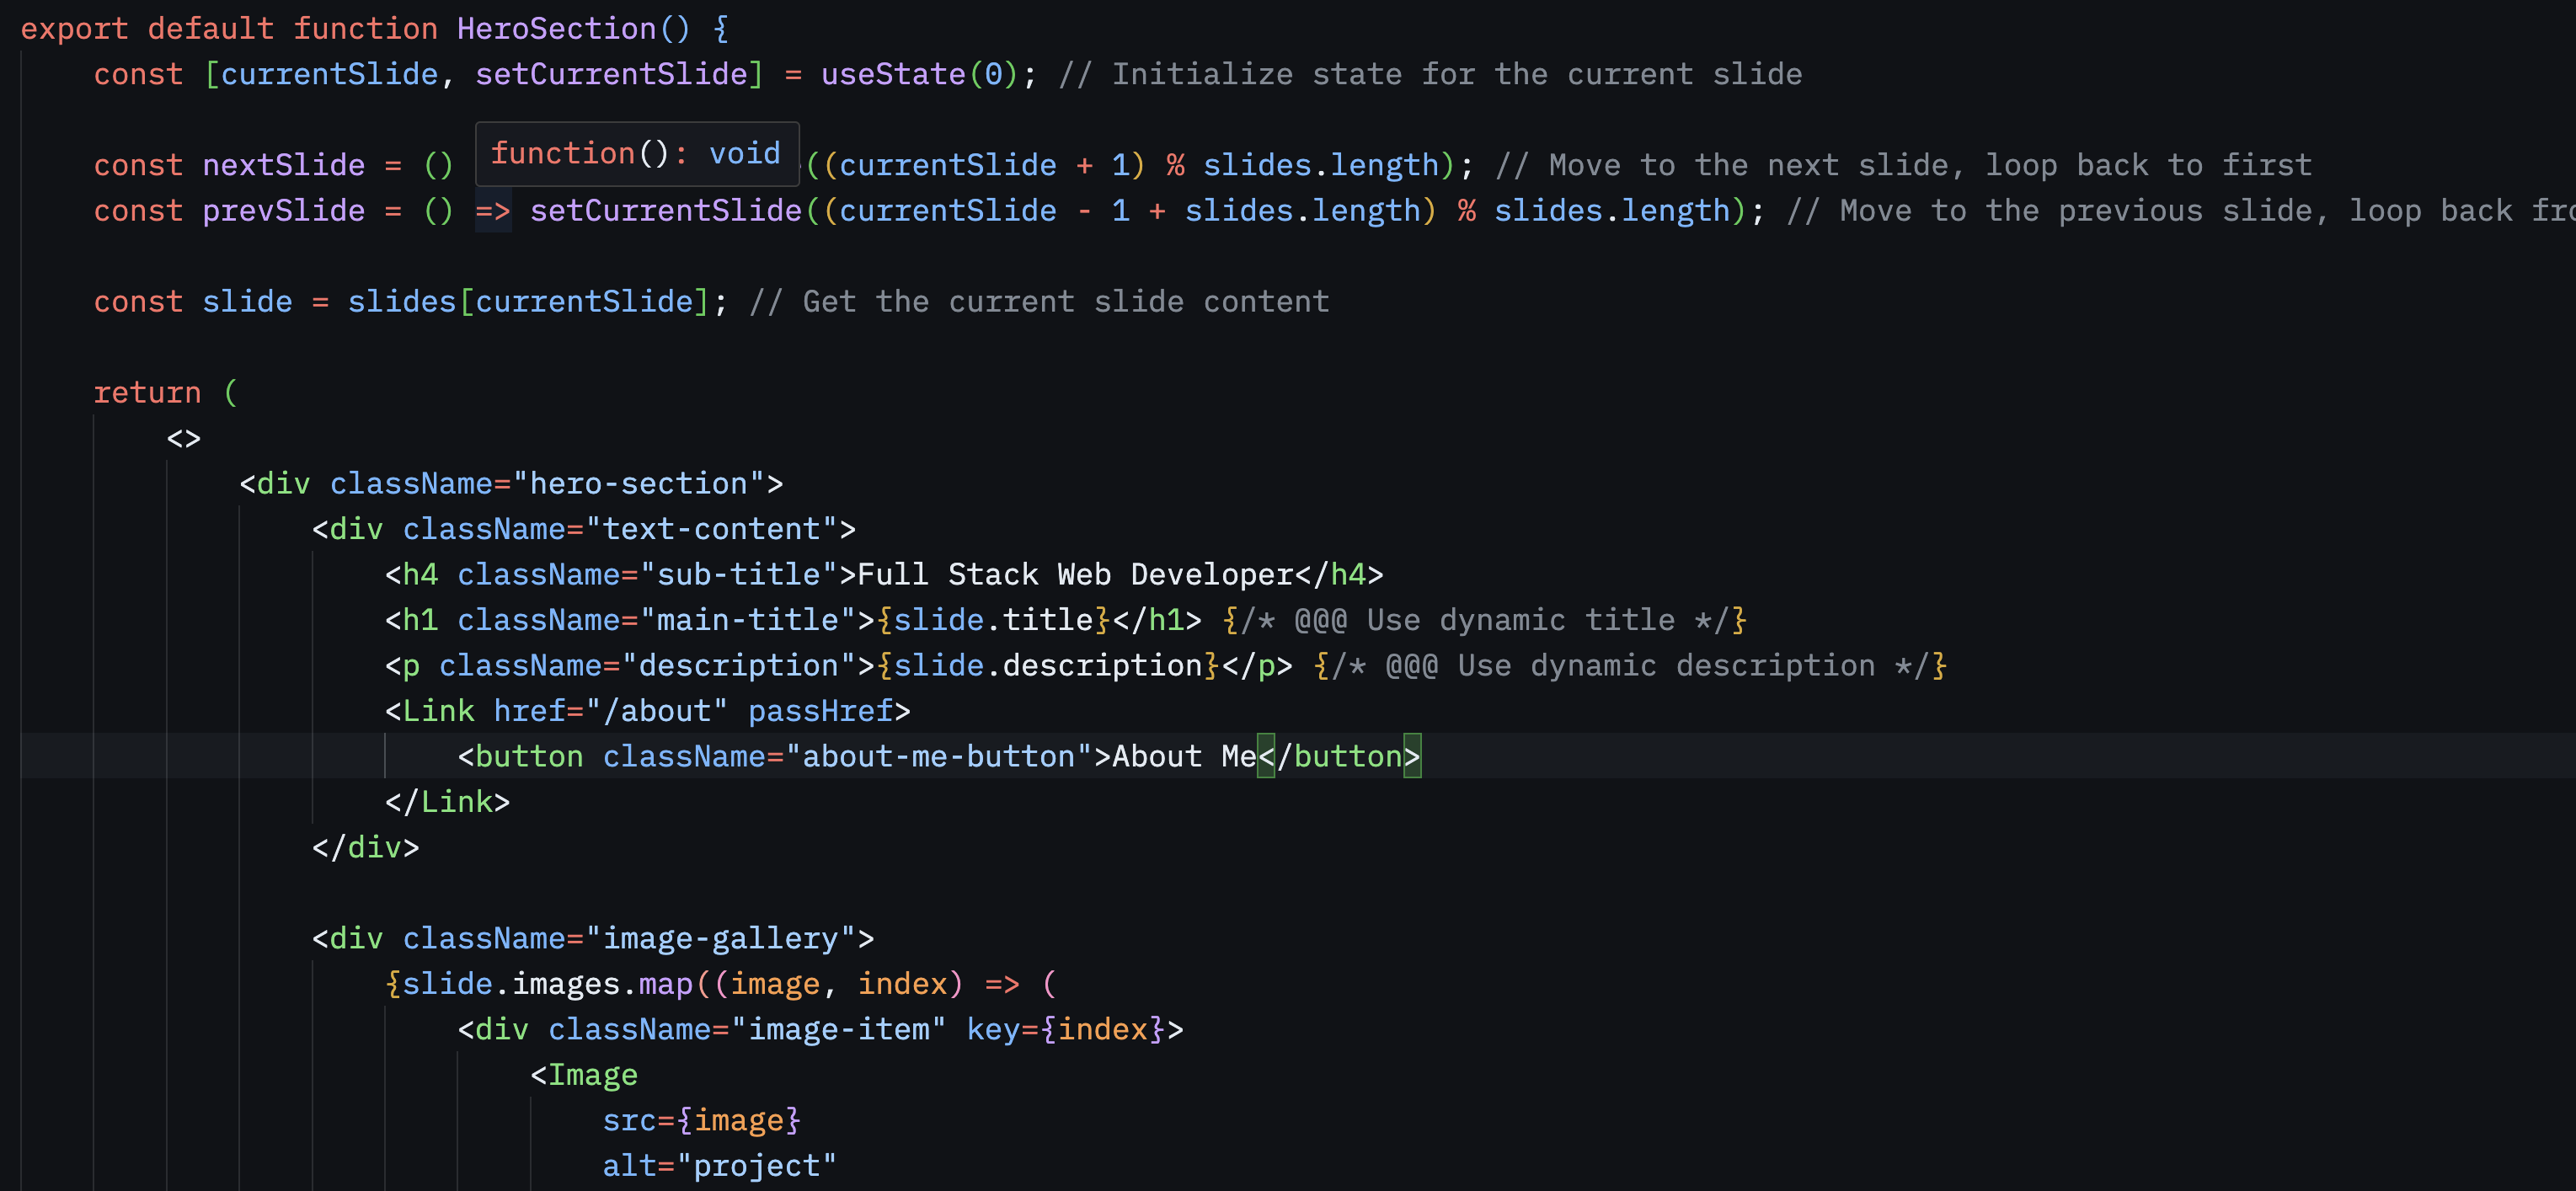 export default function HeroSection() {
const [currentSlide, setCurrentSlide] = useState(0); // Initialize state for the current slide
function(): void
const nextSlide = () ((currentSlide + 1) % slides.length); // Move to the next slide, loop back to first
const prevSlide = () => setCurrentSlide((currentSlide - 1 + slides.length) % slides.length); // Move to the previous slide, loop back
const slide = slides[currentSlide]; // Get the current slide content
return (
<>
<div className="hero-section">
<div className="text-content">
<h4 className="sub-title">Full Stack Web Developer</h4>
<h1 className="main-title">{slide.title}</h1> {/* @@@ Use dynamic title */}
<p className="description">{slide.description}</p> {/* @@@ Use dynamic description */}
<Link href="/about" passHref>
<button className="about-me-button">About Me</button>
</Link>
</div>
<div className="image-gallery">
{slide.images.map((image, index) => (
<div className="image-item" key={index}>
<Image
src={image}
alt="project"